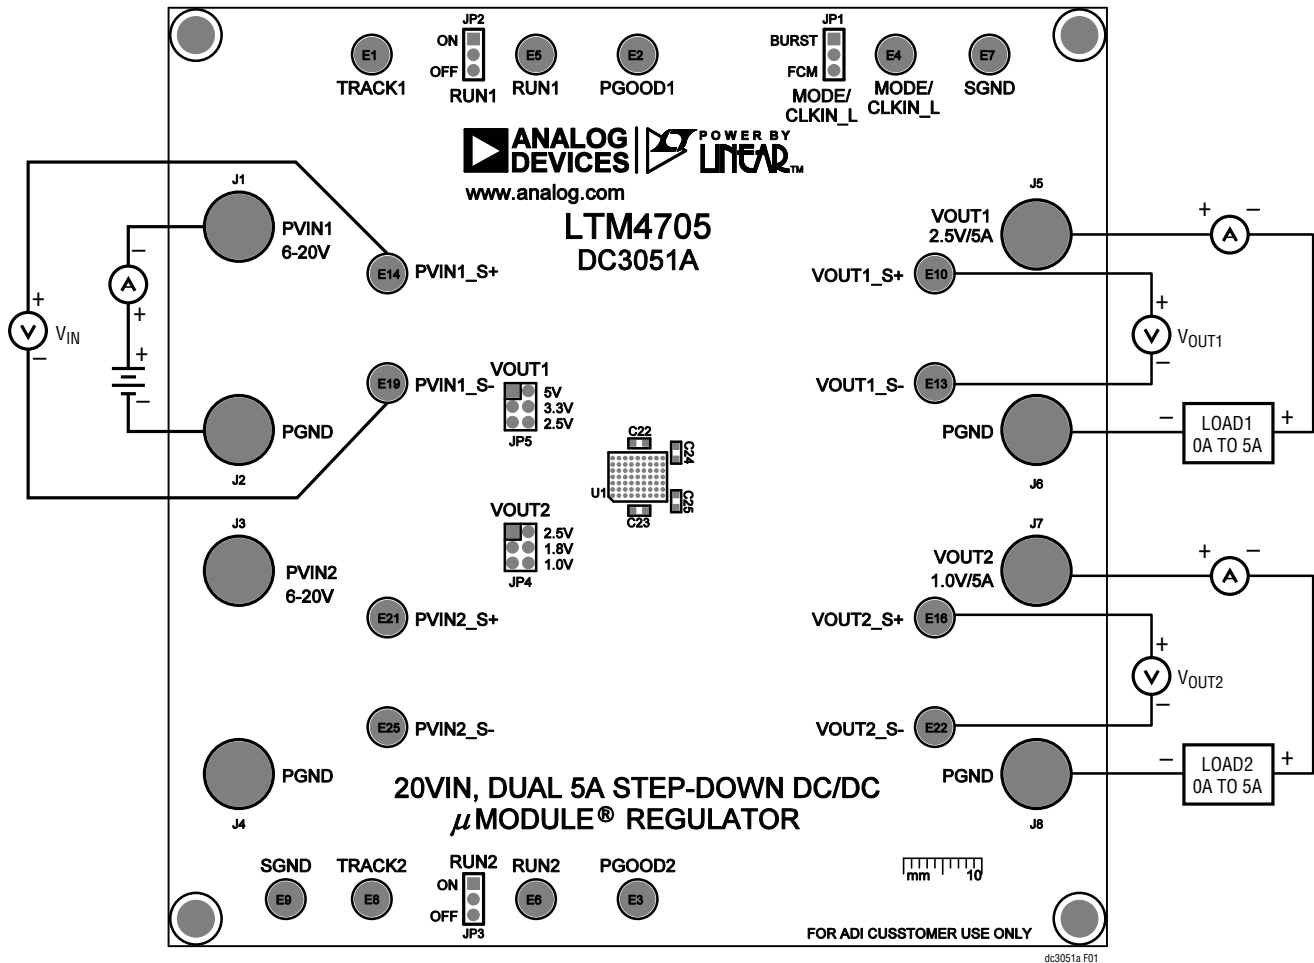 JP2
JP1
ON
OFF
E1
E5
E2
BURST
FCM
E4
E7
TRACK1
RUN1
RUN1
PGOOD1
MODE/
CLKIN_L
MODE/
CLKIN_L
SGND
ANALOG
DEVICES
POWER BY
LINEAR™
www.analog.com
LTM4705
DC3051A
J1
PVIN1
6-20V
E14
PVIN1_S+
A
−
+
V
+
−
VIN
+
−
E19
PVIN1_S-
PGND
J2
VOUT1
5V
3.3V
2.5V
JP5
VOUT2
2.5V
1.8V
1.0V
JP4
C22
C24
U1
C25
C23
J5
VOUT1
2.5V/5A
+
A
−
VOUT1_S+
E10
+
V
−
VOUT1
VOUT1_S-
E13
PGND
−
LOAD1
0A TO 5A
+
J6
J3
PVIN2
6-20V
E21
PVIN2_S+
E25
PVIN2_S-
PGND
J4
J7
VOUT2
1.0V/5A
+
A
−
VOUT2_S+
E16
+
V
−
VOUT2
VOUT2_S-
E22
PGND
−
LOAD2
0A TO 5A
+
J8
20VIN, DUAL 5A STEP-DOWN DC/DC
µMODULE® REGULATOR
SGND
TRACK2
RUN2
RUN2
PGOOD2
E9
E8
ON
OFF
E6
E3
JP3
mm
10
FOR ADI CUSSTOMER USE ONLY
dc3051a F01